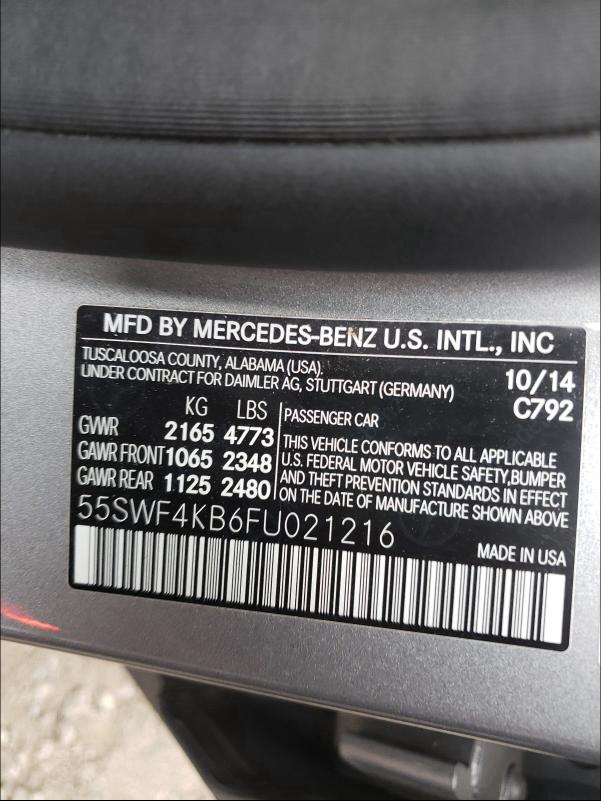 MFD BY MERCEDES-BENZ U.S. INTL., INC
TUSCALOOSA COUNTY, ALABAMA (USA).
UNDER CONTRACT FOR DAIMLER AG, STUTTGART (GERMANY)
10/14
C792
KG LBS
GVWR 2165 4773
GAWR FRONT 1065 2348
GAWR REAR 1125 2480
PASSENGER CAR
THIS VEHICLE CONFORMS TO ALL APPLICABLE
U.S. FEDERAL MOTOR VEHICLE SAFETY,BUMPER
AND THEFT PREVENTION STANDARDS IN EFFECT
ON THE DATE OF MANUFACTURE SHOWN ABOVE
55SWF4KB6FU021216
MADE IN USA